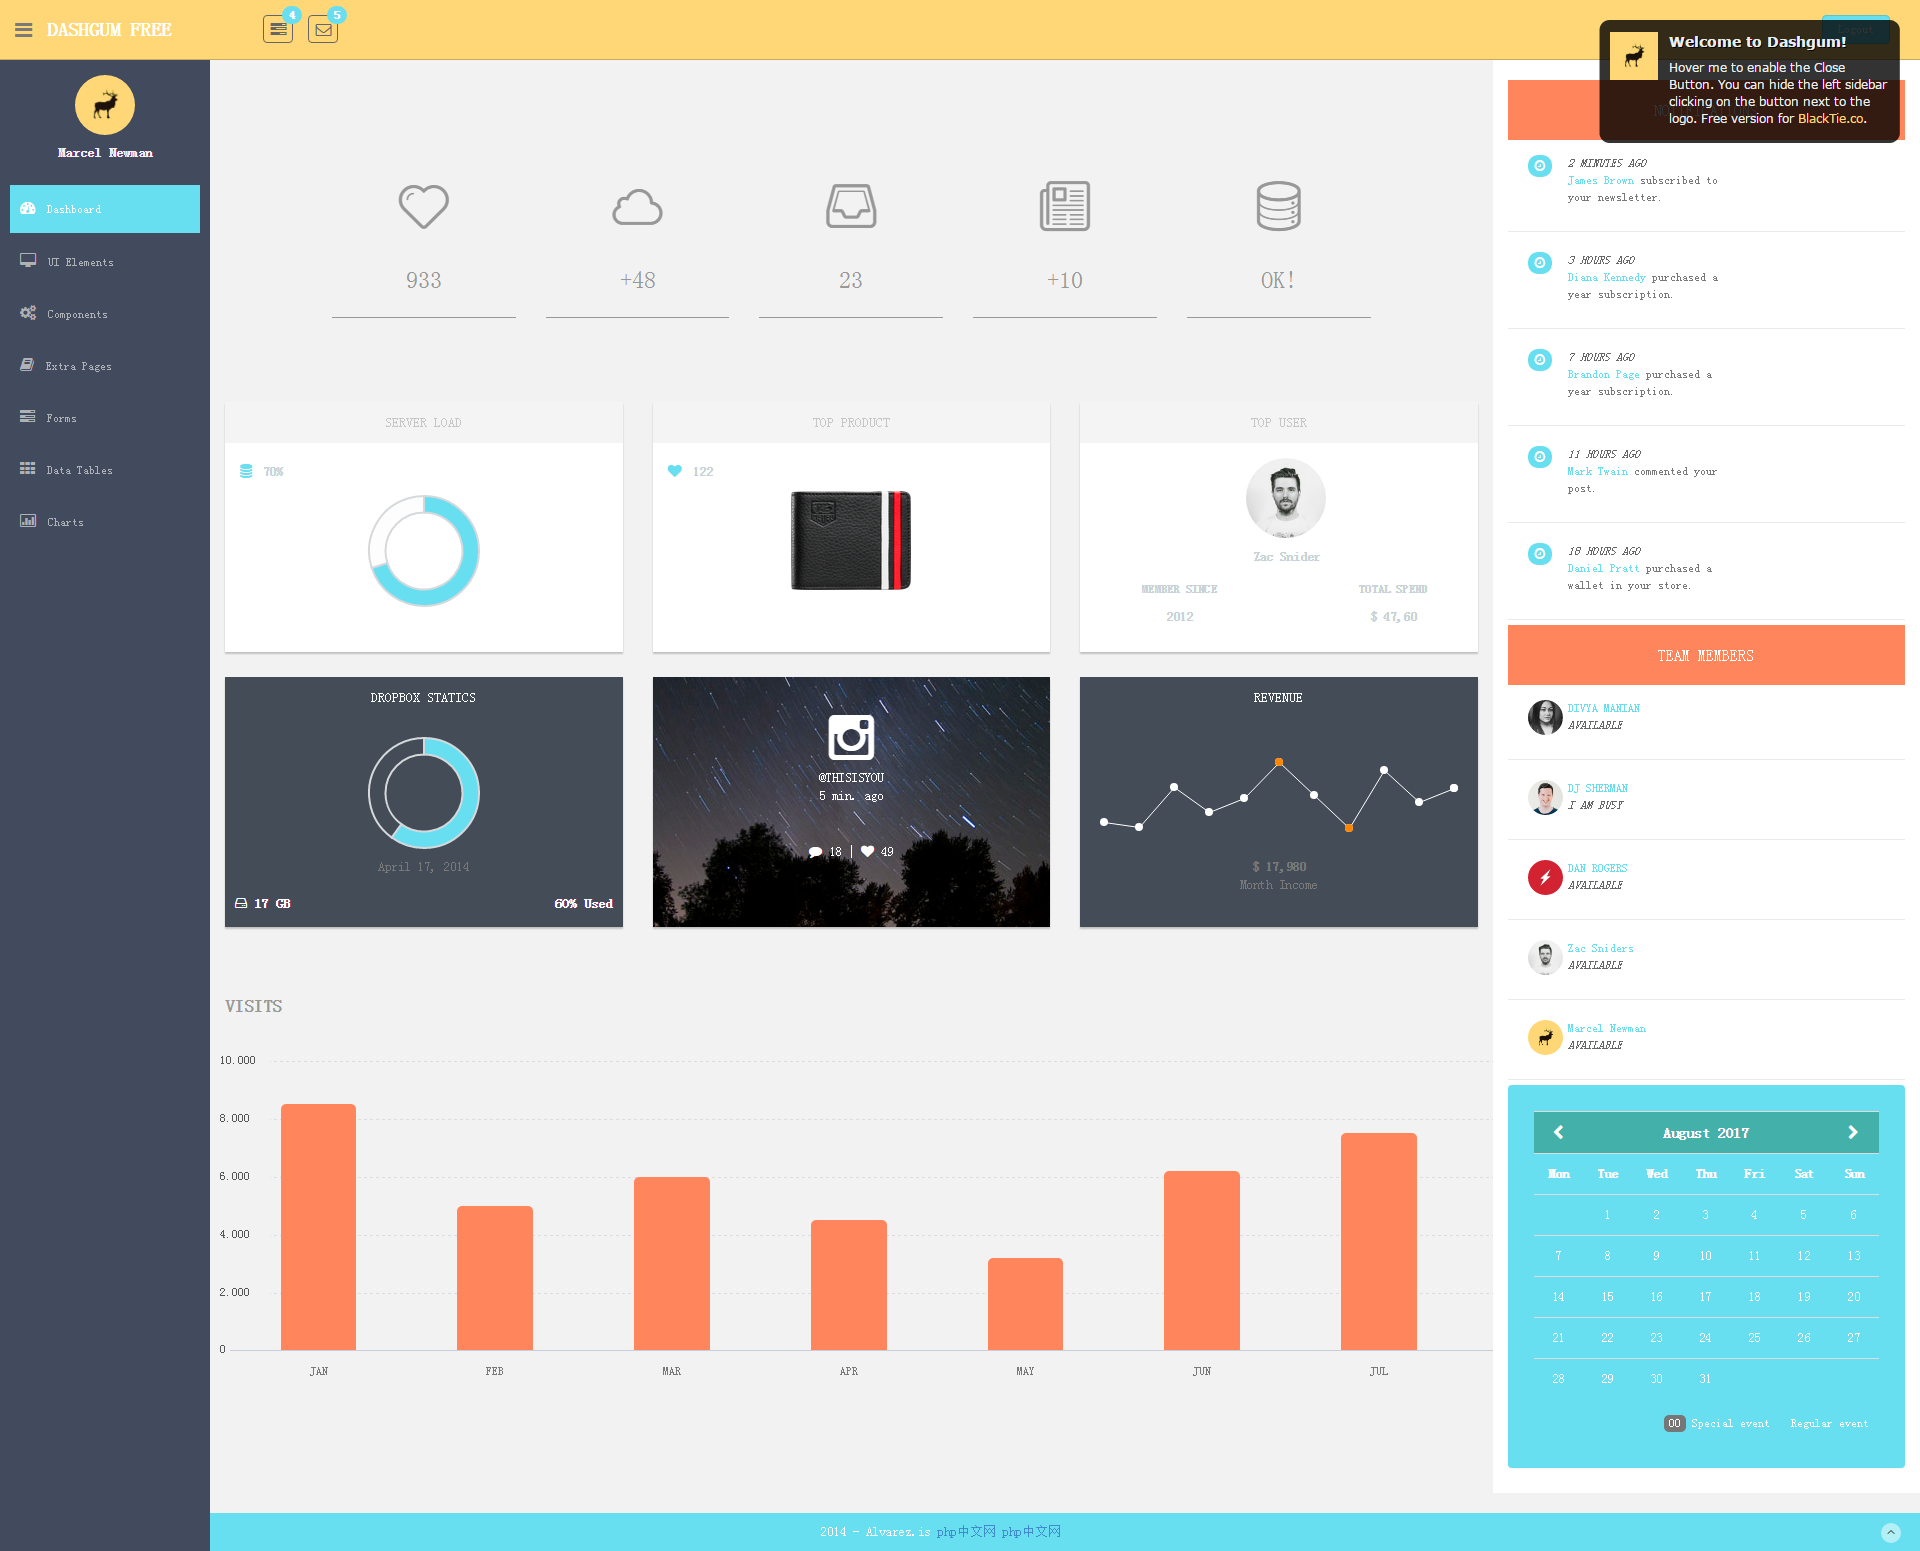 DASHGUM FREE
4
5
Welcome to Dashgum!
Hover me to enable the Close
Button. You can hide the left sidebar
clicking on the button next to the
logo. Free version for BlackTie.co.
Marcel Newman
Dashboard
UI Elements
Components
Extra Pages
Forms
Data Tables
Charts
933
+48
23
+10
OK!
SERVER LOAD
70%
TOP PRODUCT
122
TOP USER
Zac Snider
MEMBER SINCE
TOTAL SPEND
2012
$ 47,60
DROPBOX STATICS
April 17, 2014
17 GB
60% Used
@THISISYOU
5 min. ago
18 | 49
REVENUE
$ 17,980
Month Income
VISITS
10.000
8.000
6.000
4.000
2.000
0
JAN
FEB
MAR
APR
MAY
JUN
JUL
2 MINUTES AGO
James Brown subscribed to
your newsletter.
3 HOURS AGO
Diana Kennedy purchased a
year subscription.
7 HOURS AGO
Brandon Page purchased a
year subscription.
11 HOURS AGO
Mark Twain commented your
post.
18 HOURS AGO
Daniel Pratt purchased a
wallet in your store.
TEAM MEMBERS
DIVYA MANIAN
AVAILABLE
DJ SHERMAN
I AM BUSY
DAN ROGERS
AVAILABLE
Zac Sniders
AVAILABLE
Marcel Newman
AVAILABLE
August 2017
Mon Tue Wed Thu Fri Sat Sun
1 2 3 4 5 6
7 8 9 10 11 12 13
14 15 16 17 18 19 20
21 22 23 24 25 26 27
28 29 30 31
00 Special event Regular event
2014 - Alvarez.is php中文网 php中文网